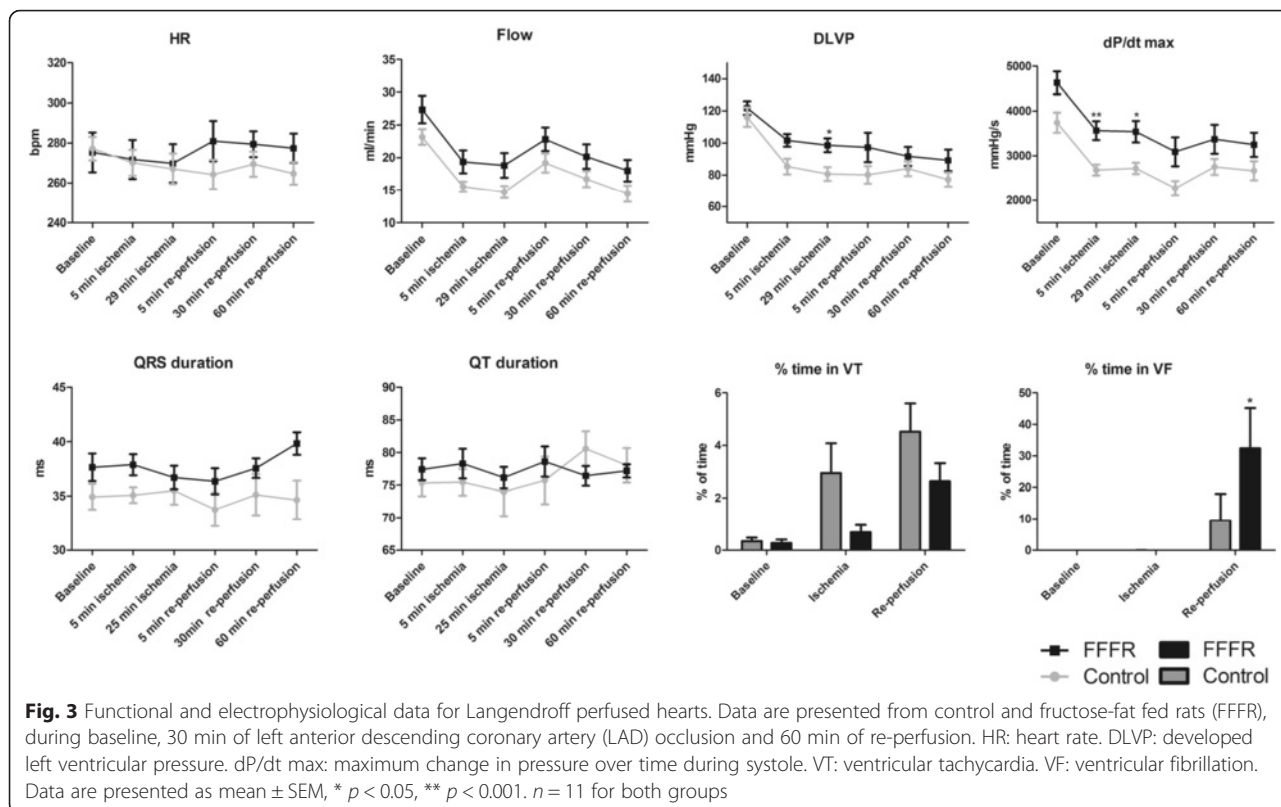 HR
bpm
300
280
260
240
Baseline
5 min ischemia
29 min ischemia
5 min re-perfusion
30 min re-perfusion
60 min re-perfusion
Flow
ml/min
35
30
25
20
15
10
Baseline
5 min ischemia
29 min ischemia
5 min re-perfusion
30 min re-perfusion
60 min re-perfusion
DLVP
mmHg
140
120
100
80
60
*
Baseline
5 min ischemia
29 min ischemia
5 min re-perfusion
30 min re-perfusion
60 min re-perfusion
dP/dt max
mmHg/s
5000
4000
3000
2000
**
*
Baseline
5 min ischemia
29 min ischemia
5 min re-perfusion
30 min re-perfusion
60 min re-perfusion
QRS duration
ms
45
40
35
30
Baseline
5 min ischemia
25 min ischemia
5 min re-perfusion
30min re-perfusion
60 min re-perfusion
QT duration
ms
90
85
80
75
70
65
Baseline
5 min ischemia
25 min ischemia
5 min re-perfusion
30 min re-perfusion
60 min re-perfusion
% time in VT
% of time
6
4
2
0
Baseline
Ischemia
Re-perfusion
% time in VF
% of time
50
40
30
20
10
0
*
Baseline
Ischemia
Re-perfusion
FFFR FFFR
Control Control
Fig. 3 Functional and electrophysiological data for Langendroff perfused hearts. Data are presented from control and fructose-fat fed rats (FFFR),
during baseline, 30 min of left anterior descending coronary artery (LAD) occlusion and 60 min of re-perfusion. HR: heart rate. DLVP: developed
left ventricular pressure. dP/dt max: maximum change in pressure over time during systole. VT: ventricular tachycardia. VF: ventricular fibrillation.
Data are presented as mean ± SEM, * p < 0.05, ** p < 0.001. n = 11 for both groups